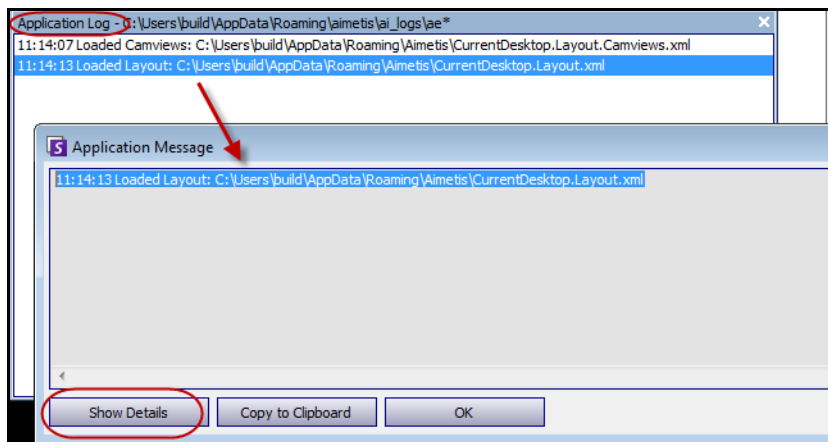 Application Log - C:\Users\build\AppData\Roaming\aimetis\ai_logs\ae*
11:14:07 Loaded Camviews: C:\Users\build\AppData\Roaming\Aimetis\CurrentDesktop.Layout.Camviews.xml
11:14:13 Loaded Layout: C:\Users\build\AppData\Roaming\Aimetis\CurrentDesktop.Layout.xml
S Application Message
11:14:13 Loaded Layout: C:\Users\build\AppData\Roaming\Aimetis\CurrentDesktop.Layout.xml
Show Details Copy to Clipboard OK